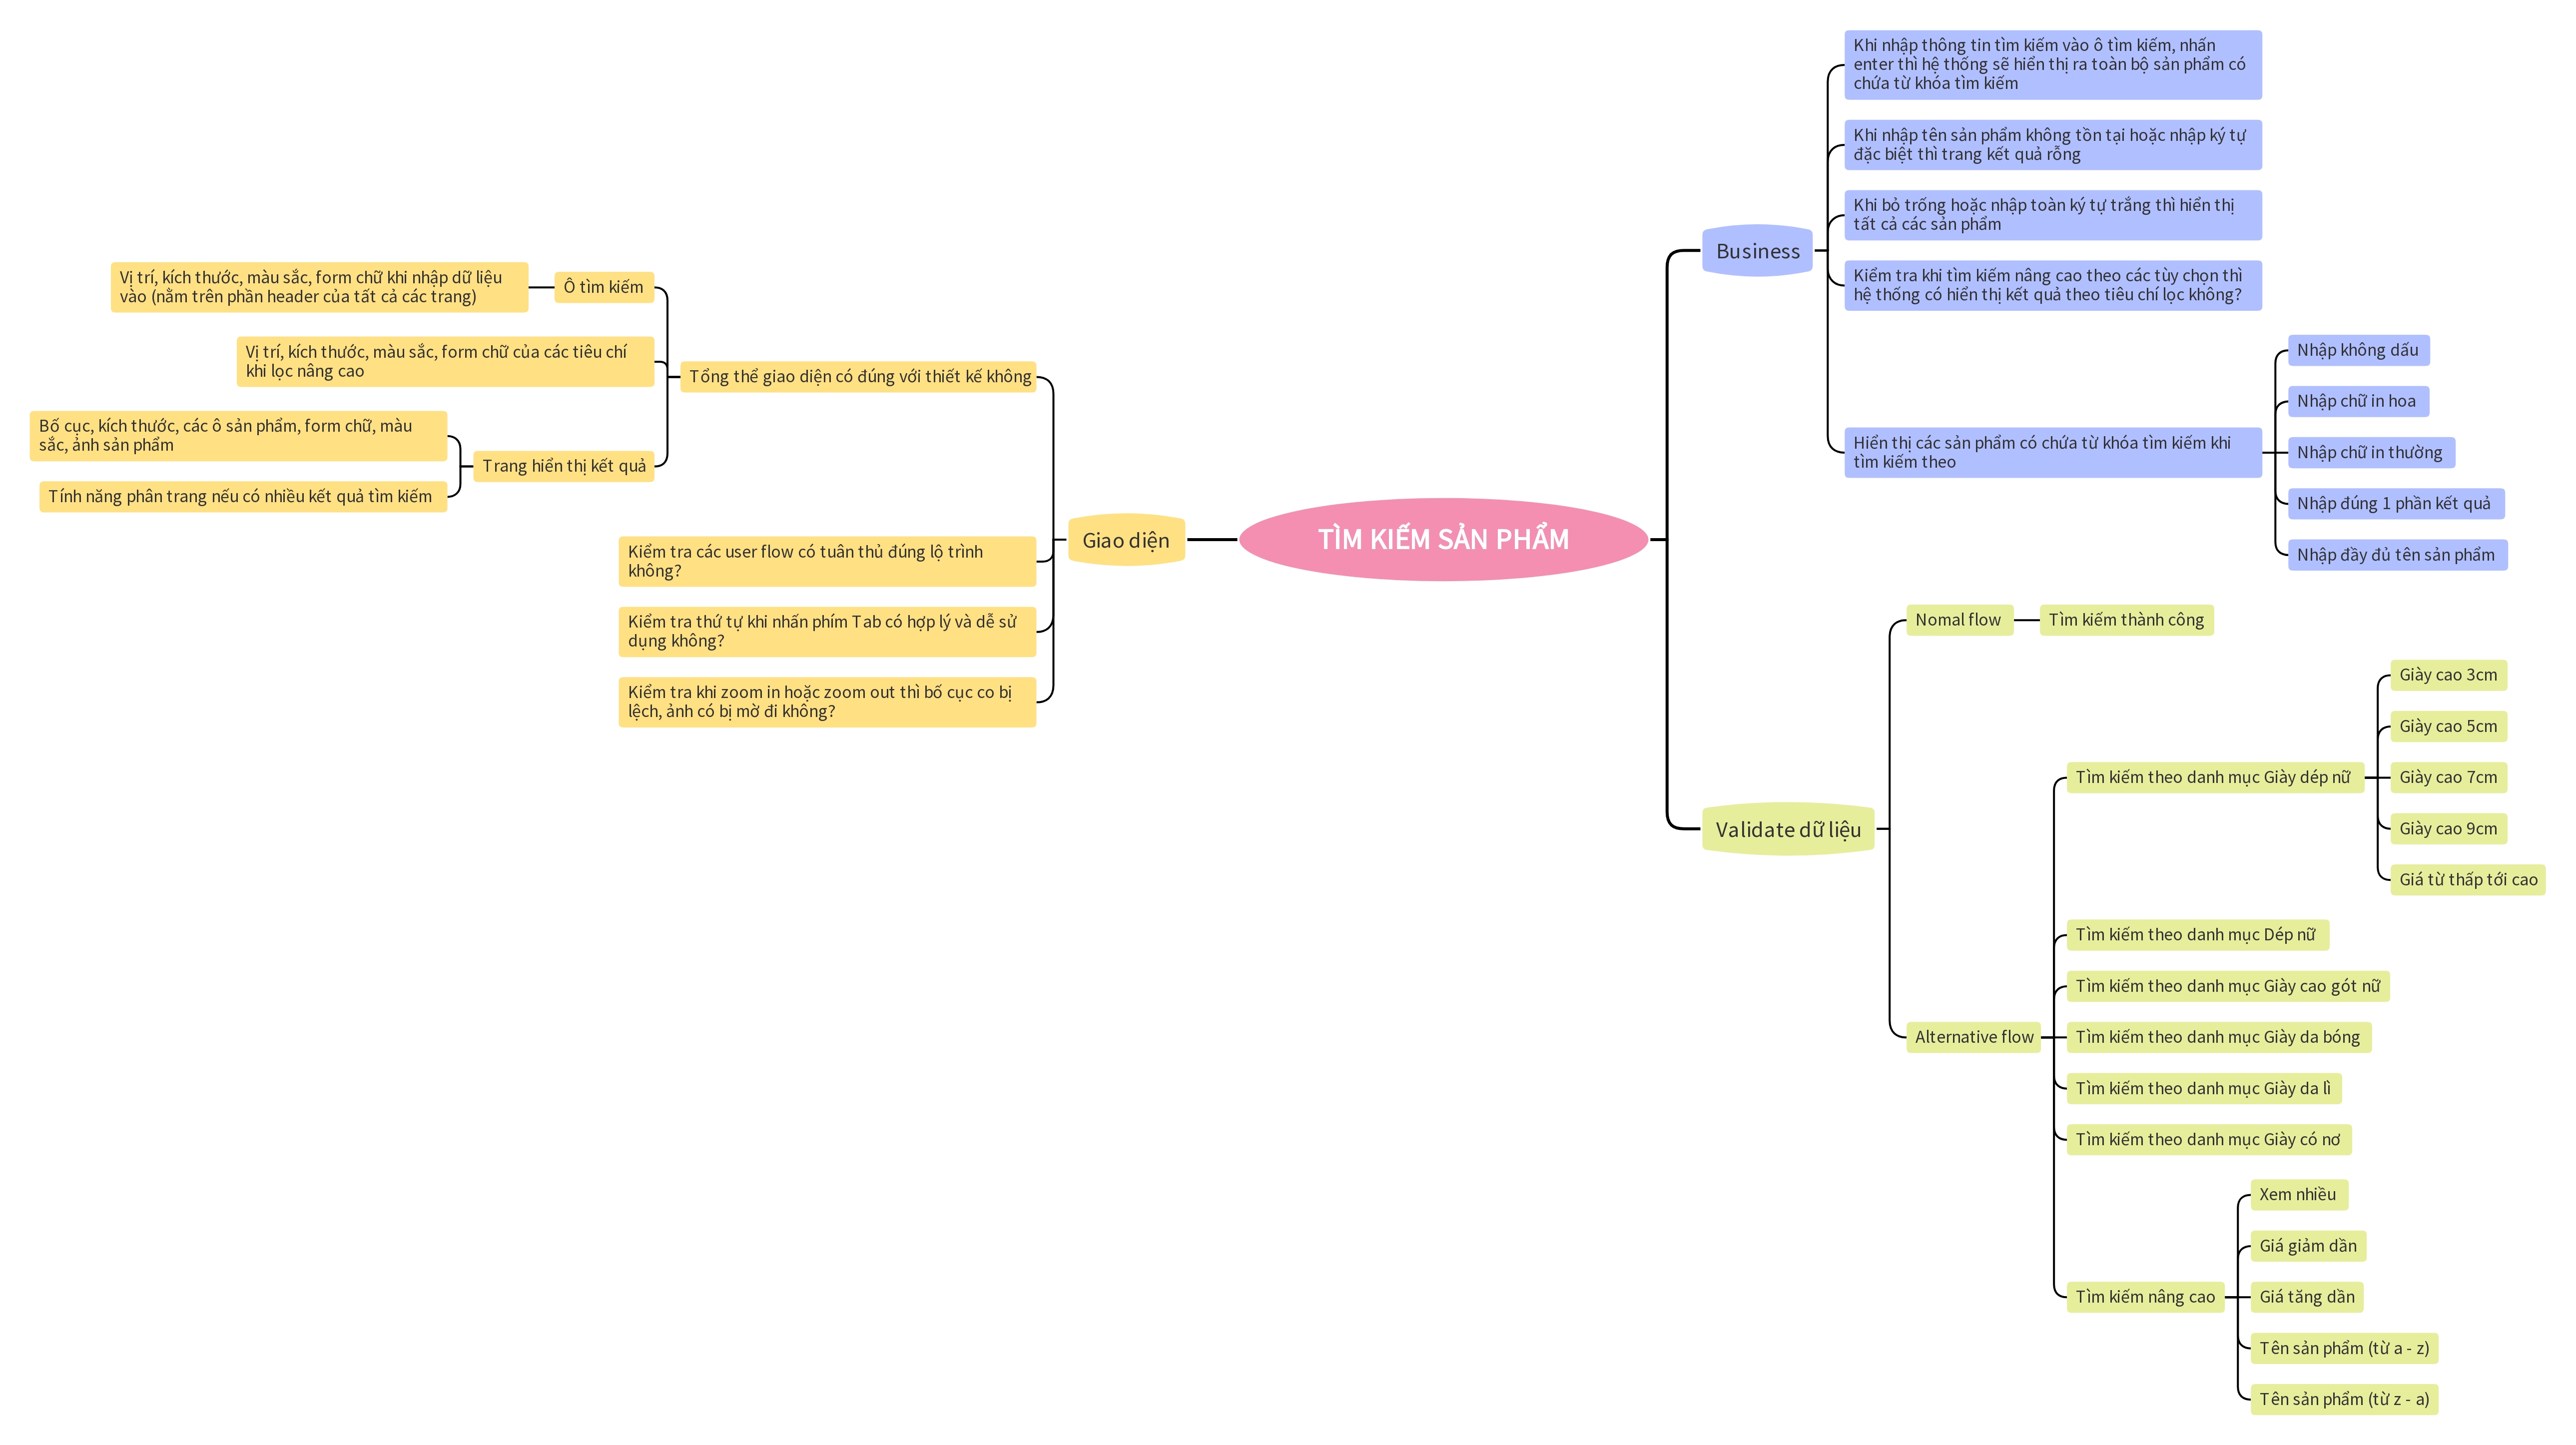 TÌM KIẾM SẢN PHẨM
Business
Khi nhập thông tin tìm kiếm vào ô tìm kiếm, nhấn
enter thì hệ thống sẽ hiển thị ra toàn bộ sản phẩm có
chứa từ khóa tìm kiếm
Khi nhập tên sản phẩm không tồn tại hoặc nhập ký tự
đặc biệt thì trang kết quả rỗng
Khi bỏ trống hoặc nhập toàn ký tự trắng thì hiển thị
tất cả các sản phẩm
Kiểm tra khi tìm kiếm nâng cao theo các tùy chọn thì
hệ thống có hiển thị kết quả theo tiêu chí lọc không?
Hiển thị các sản phẩm có chứa từ khóa tìm kiếm khi
tìm kiếm theo
Nhập không dấu
Nhập chữ in hoa
Nhập chữ in thường
Nhập đúng 1 phần kết quả
Nhập đầy đủ tên sản phẩm
Validate dữ liệu
Nomal flow
Tìm kiếm thành công
Alternative flow
Tìm kiếm theo danh mục Giày dép nữ
Giày cao 3cm
Giày cao 5cm
Giày cao 7cm
Giày cao 9cm
Giá từ thấp tới cao
Tìm kiếm theo danh mục Dép nữ
Tìm kiếm theo danh mục Giày cao gót nữ
Tìm kiếm theo danh mục Giày da bóng
Tìm kiếm theo danh mục Giày da lì
Tìm kiếm theo danh mục Giày có nơ
Tìm kiếm nâng cao
Xem nhiều
Giá giảm dần
Giá tăng dần
Tên sản phẩm (từ a - z)
Tên sản phẩm (từ z - a)
Giao diện
Tổng thể giao diện có đúng với thiết kế không
Ô tìm kiếm
Vị trí, kích thước, màu sắc, form chữ khi nhập dữ liệu
vào (nằm trên phần header của tất cả các trang)
Vị trí, kích thước, màu sắc, form chữ của các tiêu chí
khi lọc nâng cao
Trang hiển thị kết quả
Bố cục, kích thước, các ô sản phẩm, form chữ, màu
sắc, ảnh sản phẩm
Tính năng phân trang nếu có nhiều kết quả tìm kiếm
Kiểm tra các user flow có tuân thủ đúng lộ trình
không?
Kiểm tra thứ tự khi nhấn phím Tab có hợp lý và dễ sử
dụng không?
Kiểm tra khi zoom in hoặc zoom out thì bố cục co bị
lệch, ảnh có bị mờ đi không?